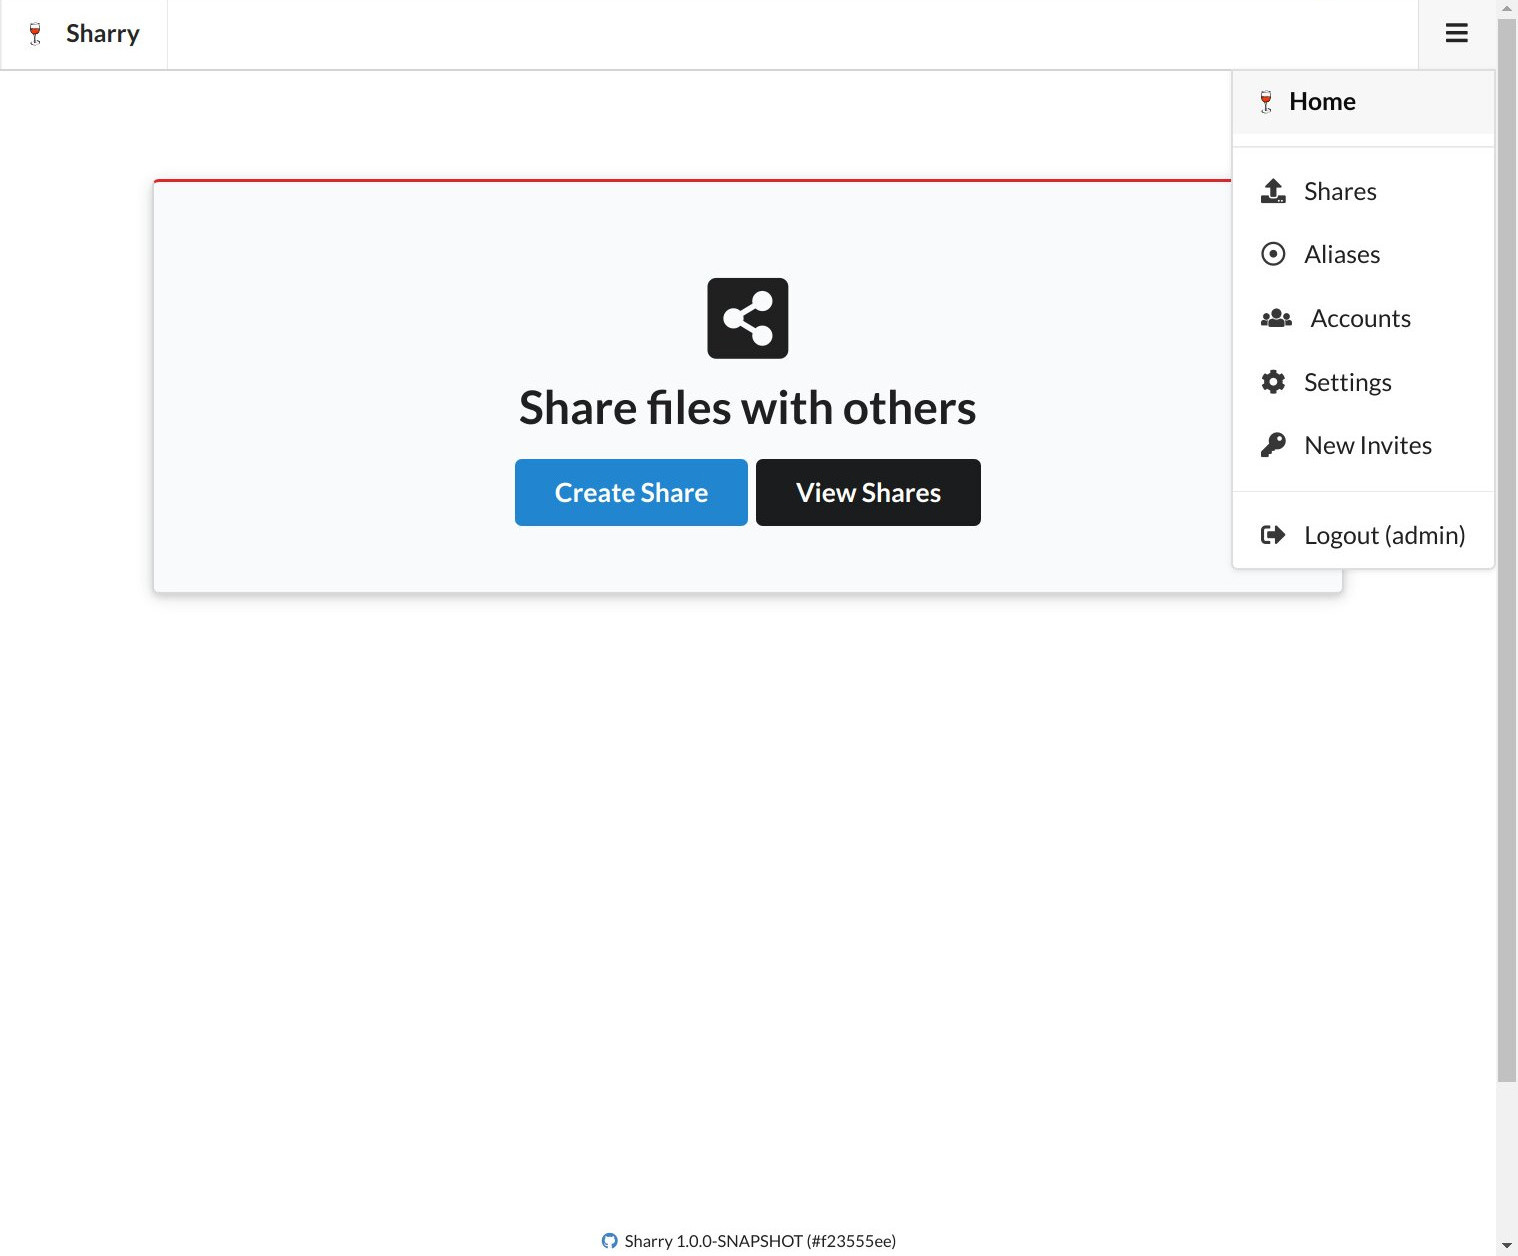 Sharry
Home
Shares
Aliases
Accounts
Settings
New Invites
Logout (admin)
Share files with others
Create Share
View Shares
Sharry 1.0.0-SNAPSHOT (#f23555ee)